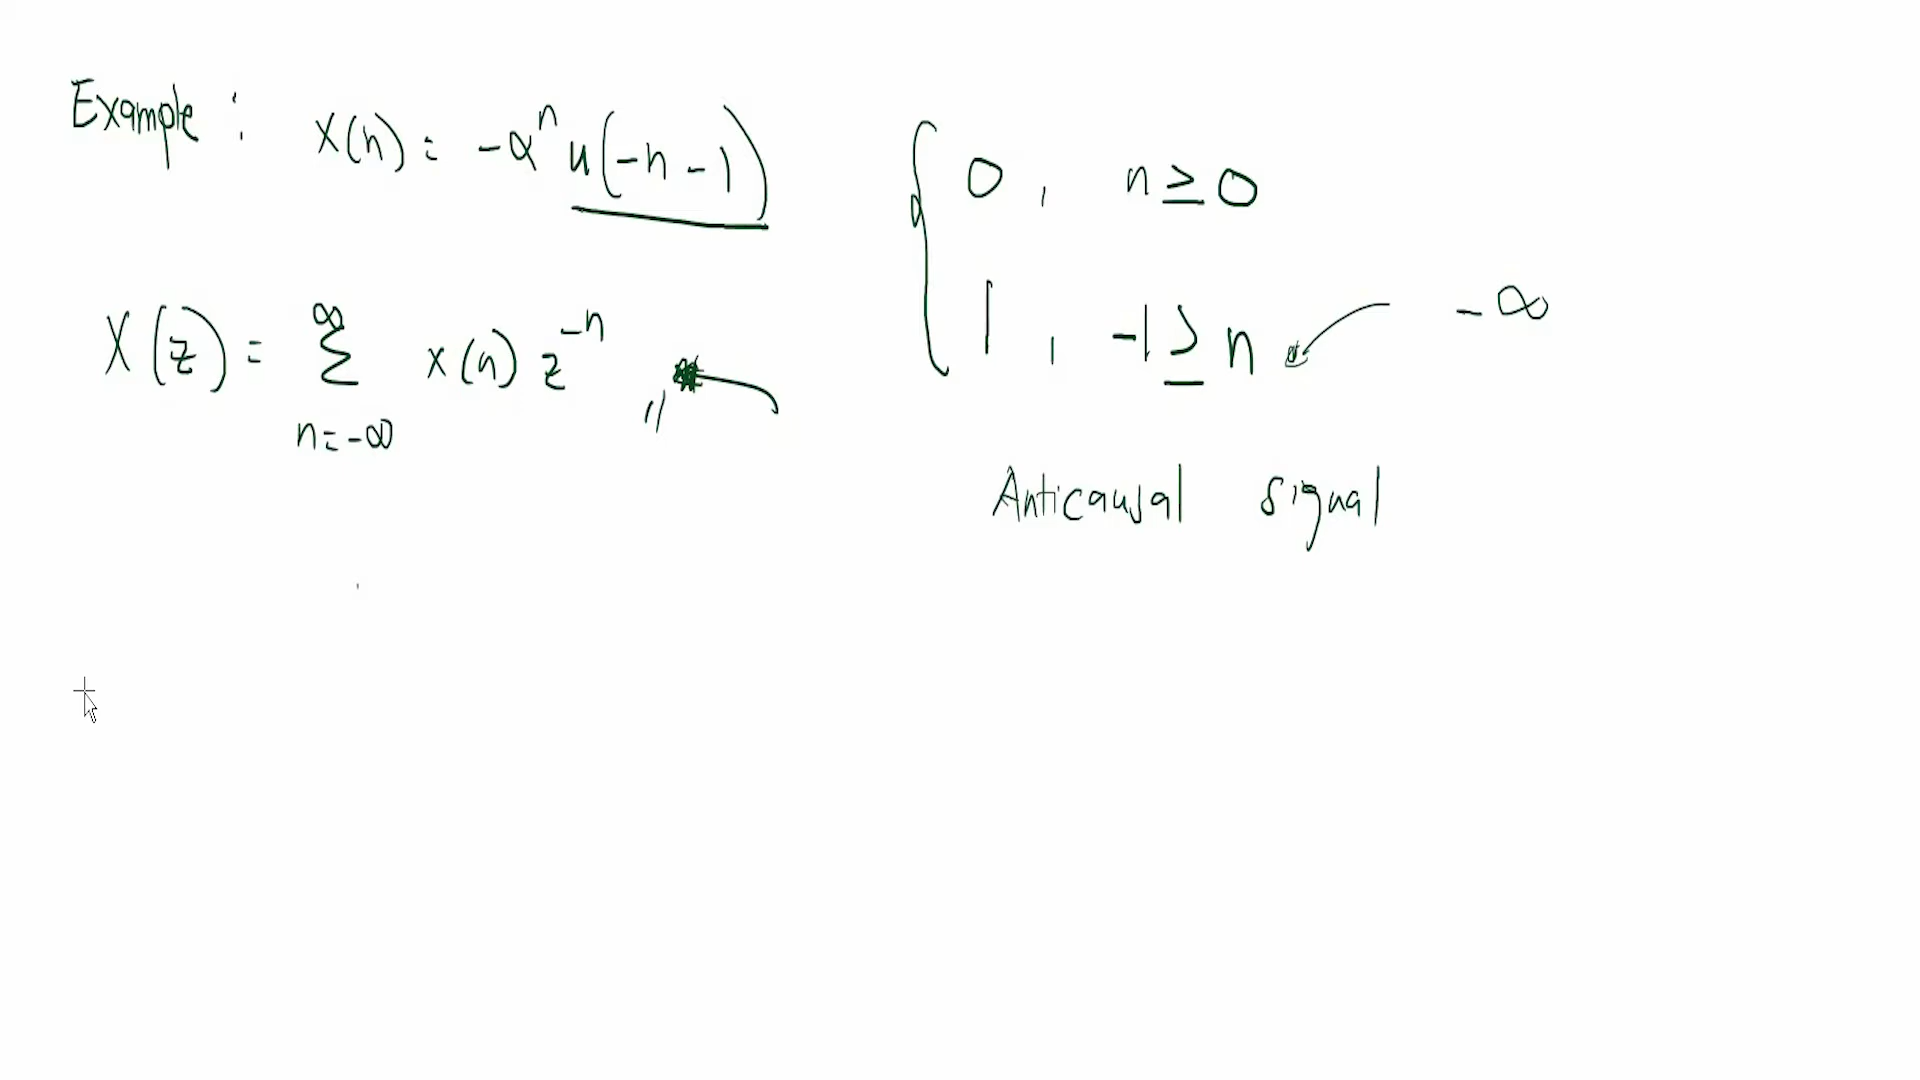 Example : x(n) = -α^n u(-n-1)
{ 0 , n ≥ 0
1 , -1 ≥ n -∞
X(z) = Σ_{n=-∞}^{∞} x(n) z^{-n} ,,
Anticausal signal